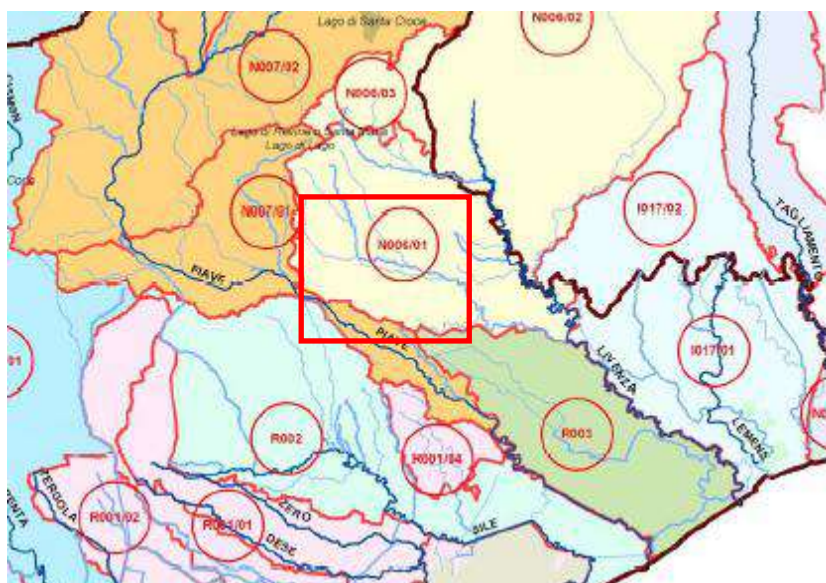 Lago di Santa Croce
N006/02
N007/02
N006/03
Lago di Lago
N007/01
N006/01
I017/02
TAGLIAMENTO
PIAVE
PIAVE
LIVENZA
I017/01
LEMENE
R002
R003
R001/04
ZERO
R001/02
R001/01
DESE
SILE